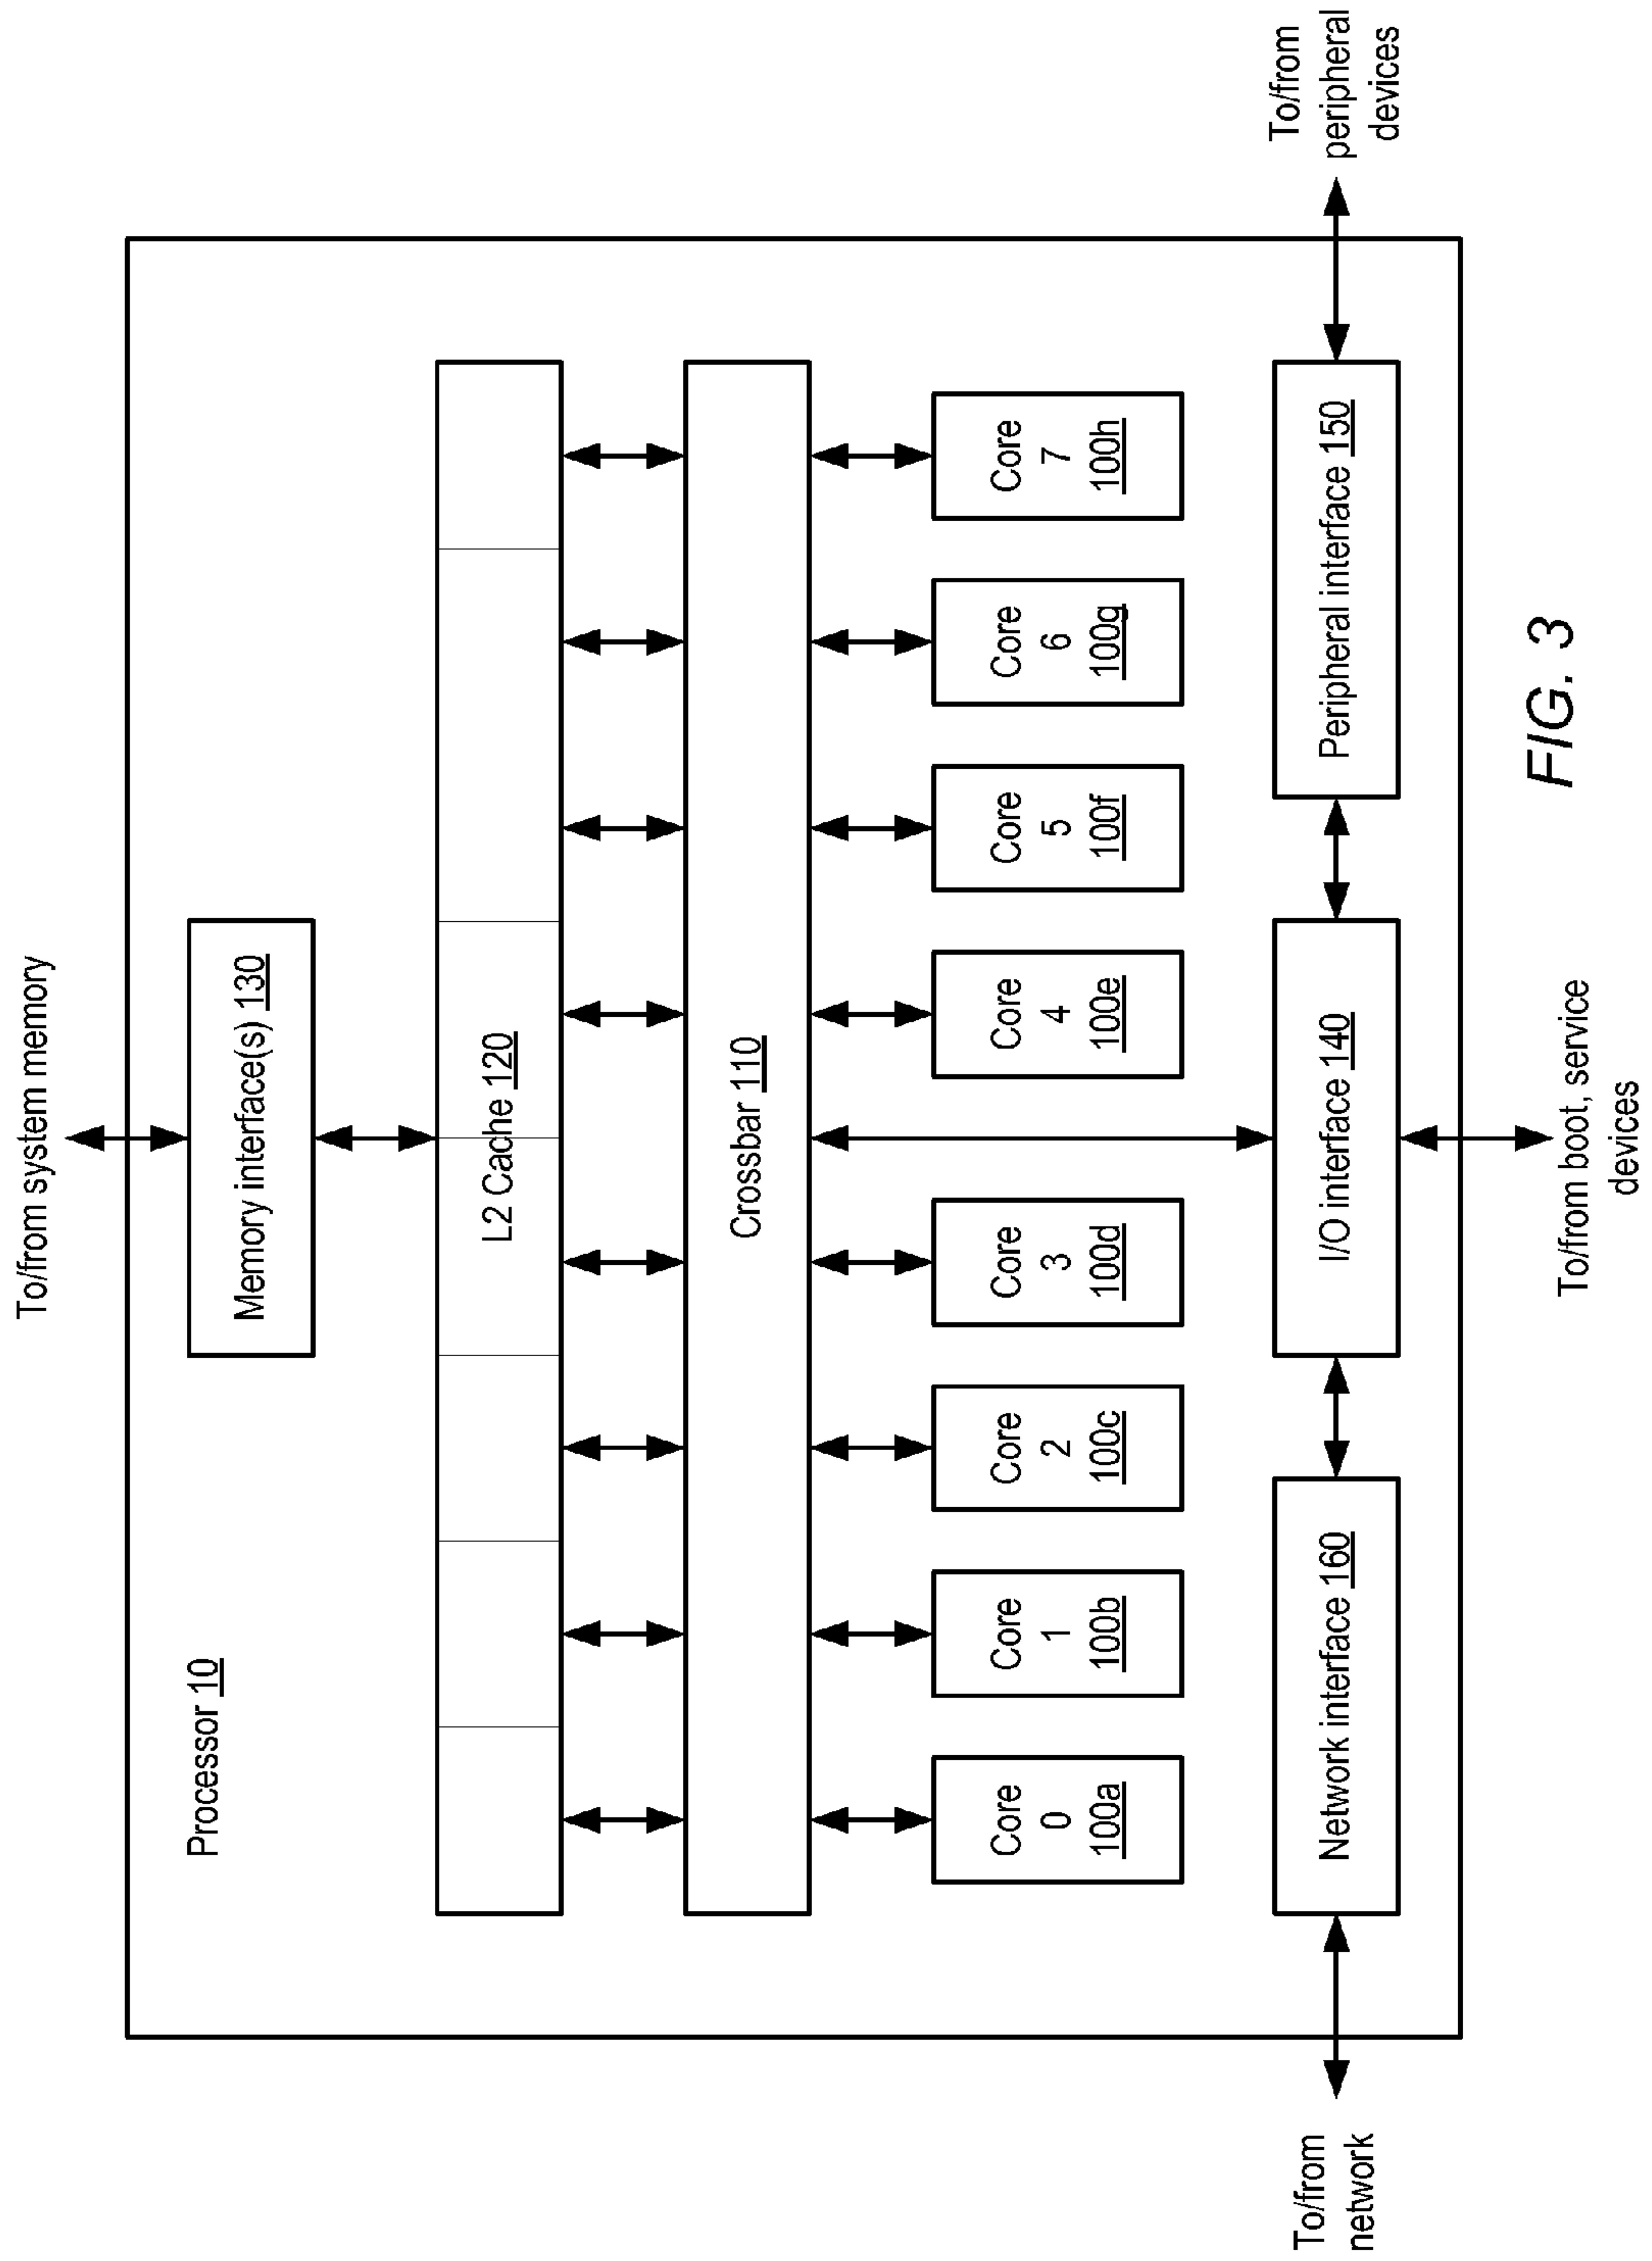 To/from system memory
Processor 10
Memory interface(s) 130
L2 Cache 120
Crossbar 110
Core
0
100a
Core
1
100b
Core
2
100c
Core
3
100d
Core
4
100e
Core
5
100f
Core
6
100g
Core
7
100h
To/from
network
Network interface 160
I/O interface 140
Peripheral interface 150
To/from
peripheral
devices
To/from boot, service
devices
FIG. 3